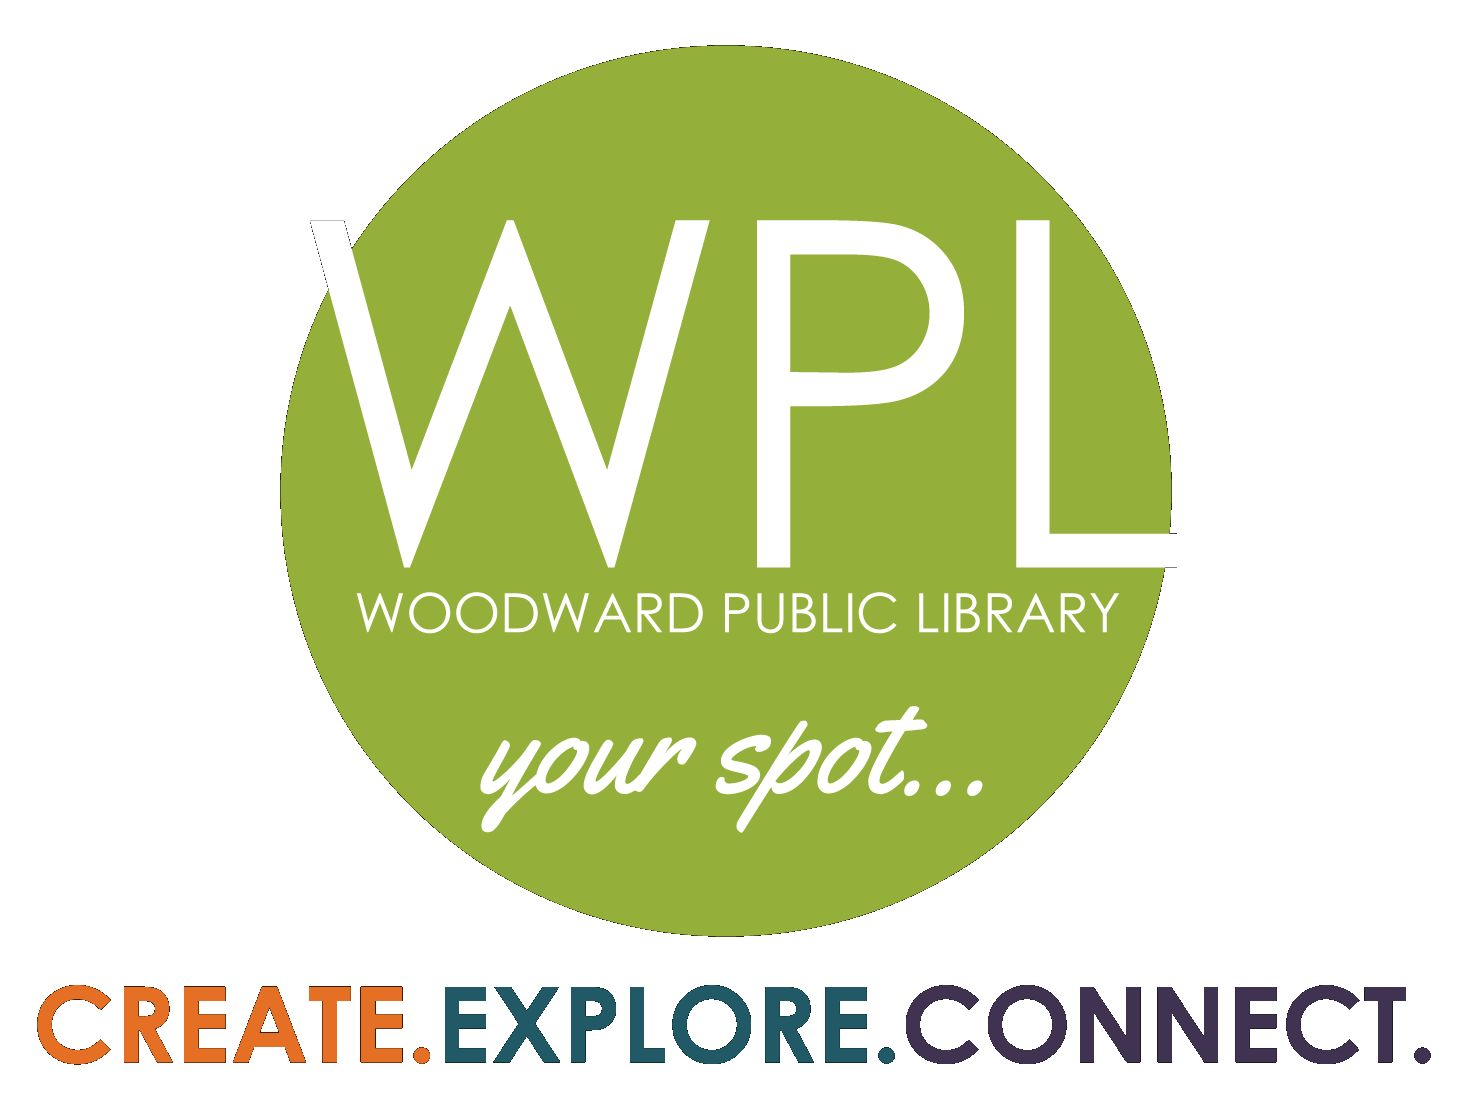 WPL
WOODWARD PUBLIC LIBRARY
your spot...
CREATE.EXPLORE.CONNECT.